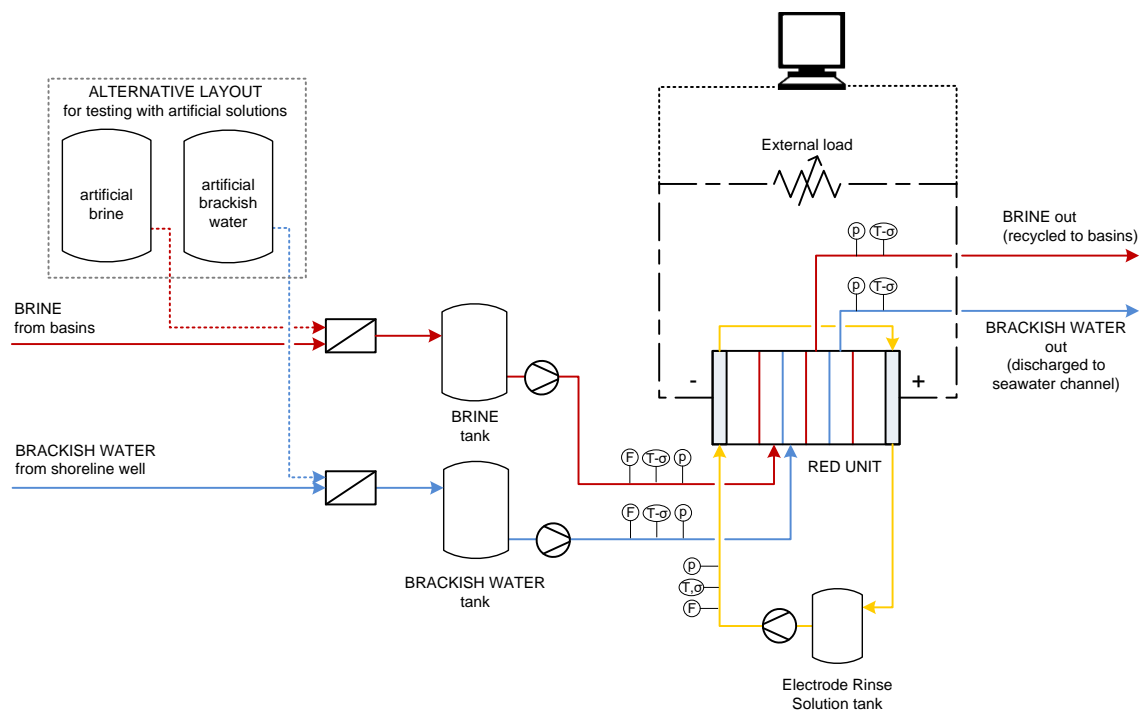 ALTERNATIVE LAYOUT
for testing with artificial solutions
artificial
brine
artificial
brackish
water
External load
BRINE out
(recycled to basins)
p
T-σ
p
T-σ
BRINE
from basins
BRINE
tank
BRACKISH WATER
out
(discharged to
seawater channel)
-
+
RED UNIT
BRACKISH WATER
from shoreline well
F
T-σ
p
F
T-σ
p
BRACKISH WATER
tank
p
T,σ
F
Electrode Rinse
Solution tank